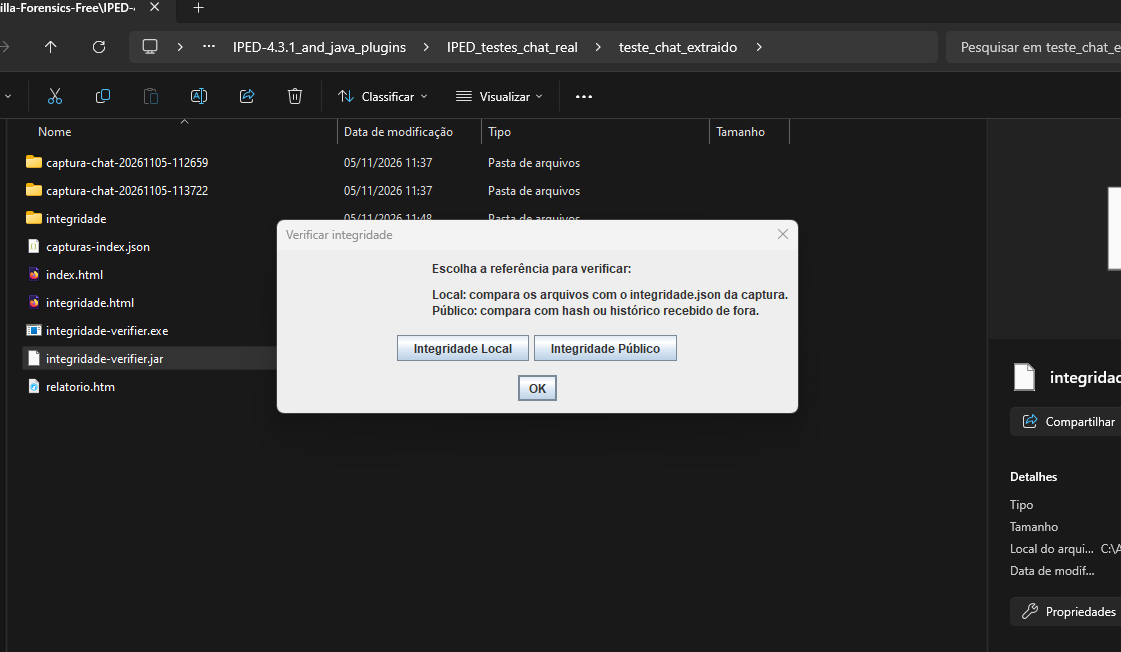 illa-Forensics-Free\IPED-4
IPED-4.3.1_and_java_plugins > IPED_testes_chat_real > teste_chat_extraido >
Pesquisar em teste_chat_e
Classificar
Visualizar
Nome
Data de modificação
Tipo
Tamanho
captura-chat-20261105-112659 05/11/2026 11:37 Pasta de arquivos
captura-chat-20261105-113722 05/11/2026 11:37 Pasta de arquivos
integridade 05/11/2026 11:48 Pasta de arquivos
capturas-index.json
index.html
integridade.html
integridade-verifier.exe
integridade-verifier.jar
relatorio.htm
Verificar integridade
Escolha a referência para verificar:
Local: compara os arquivos com o integridade.json da captura.
Público: compara com hash ou histórico recebido de fora.
Integridade Local
Integridade Público
OK
integridad
Compartilhar
Detalhes
Tipo
Tamanho
Local do arqui... C:\A
Data de modif...
Propriedades